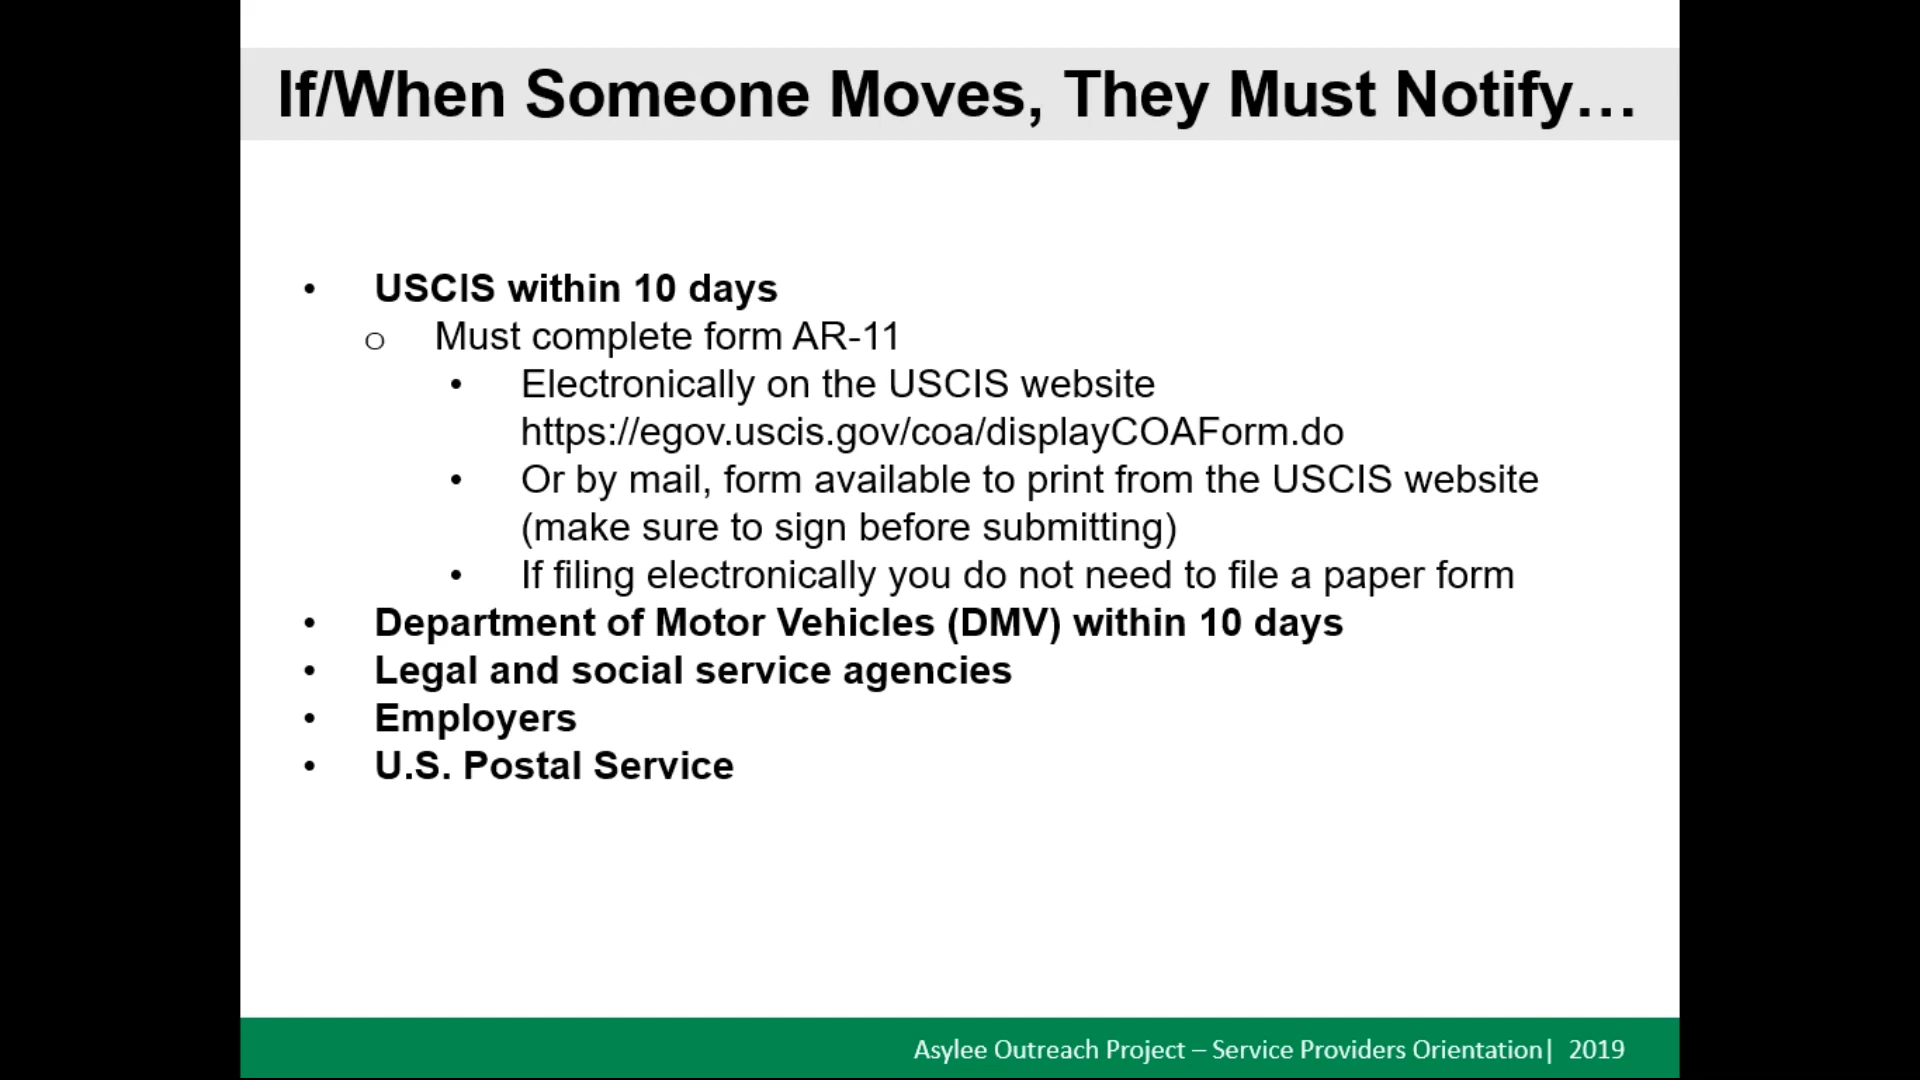 If/When Someone Moves, They Must Notify…
• USCIS within 10 days
o Must complete form AR-11
• Electronically on the USCIS website
https://egov.uscis.gov/coa/displayCOAForm.do
• Or by mail, form available to print from the USCIS website
(make sure to sign before submitting)
• If filing electronically you do not need to file a paper form
• Department of Motor Vehicles (DMV) within 10 days
• Legal and social service agencies
• Employers
• U.S. Postal Service
Asylee Outreach Project – Service Providers Orientation| 2019